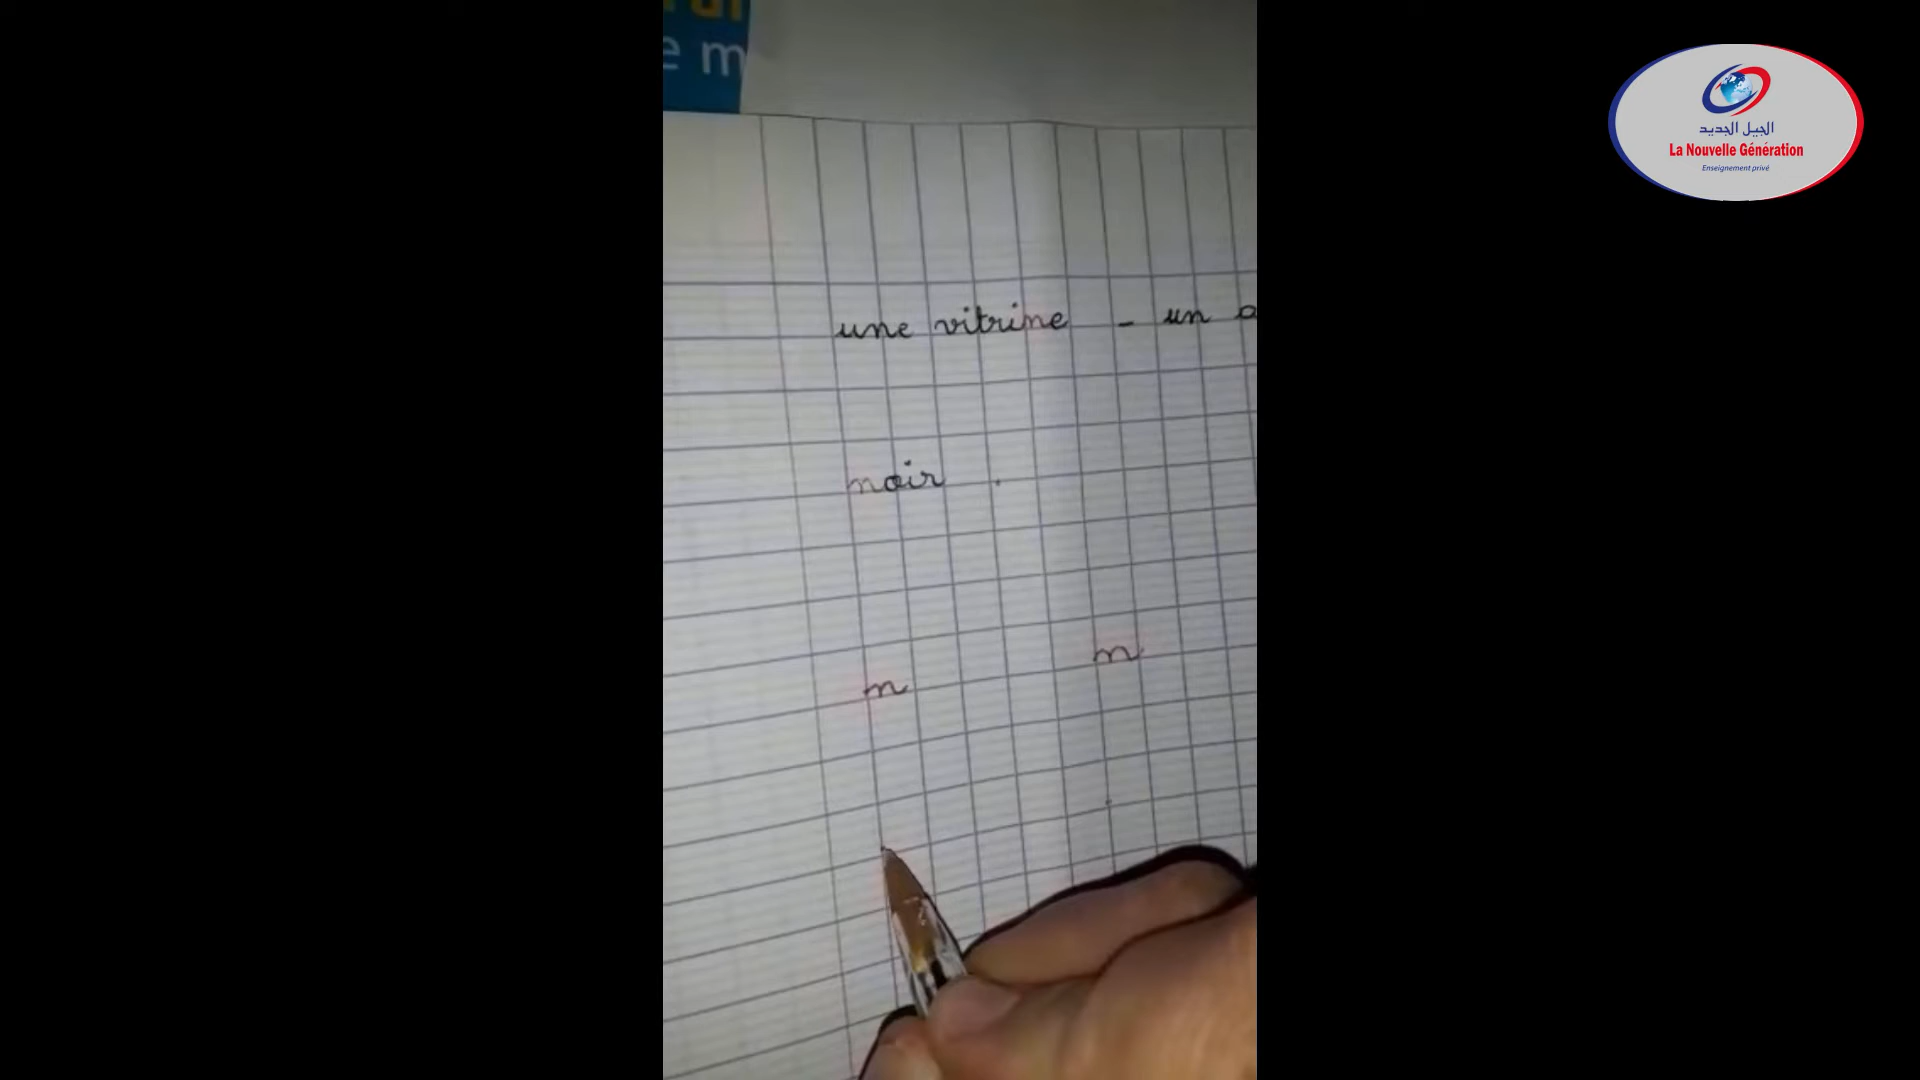 e m
الجيل الجديد
La Nouvelle Génération
Enseignement privé
une vitrine - un
noir .
n n